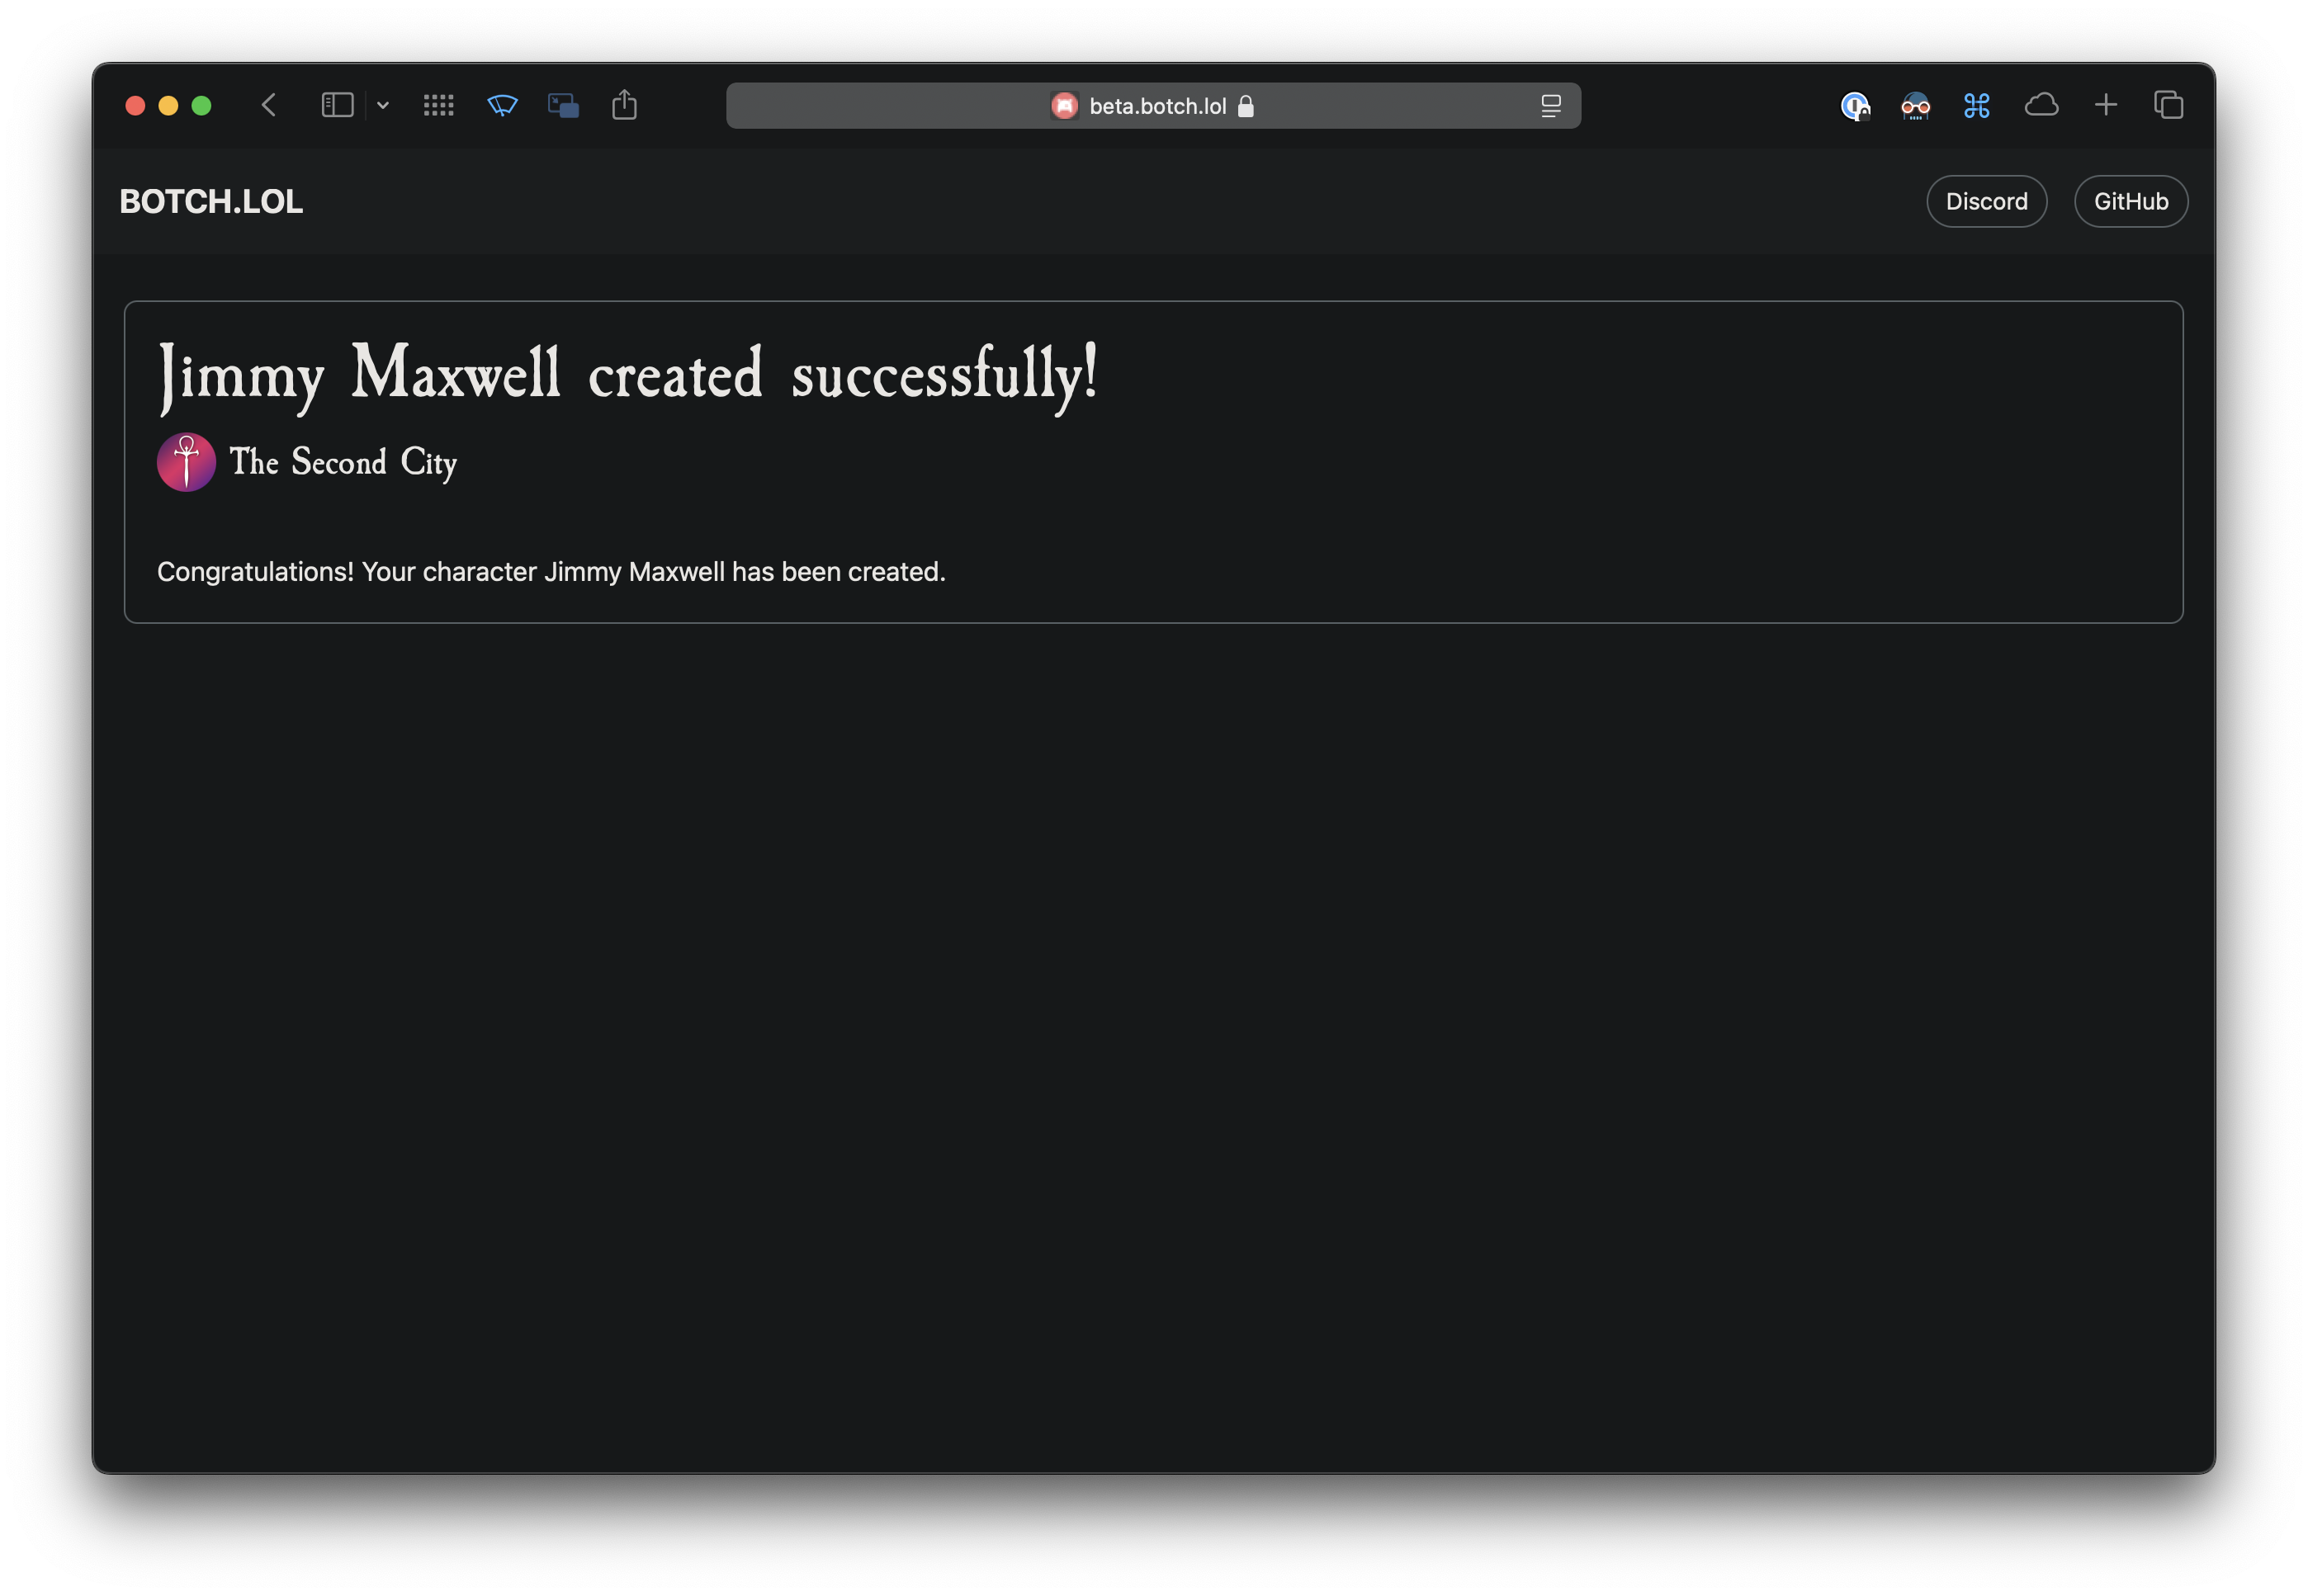 beta.botch.lol
BOTCH.LOL
Discord
GitHub
Jimmy Maxwell created successfully!
The Second City
Congratulations! Your character Jimmy Maxwell has been created.